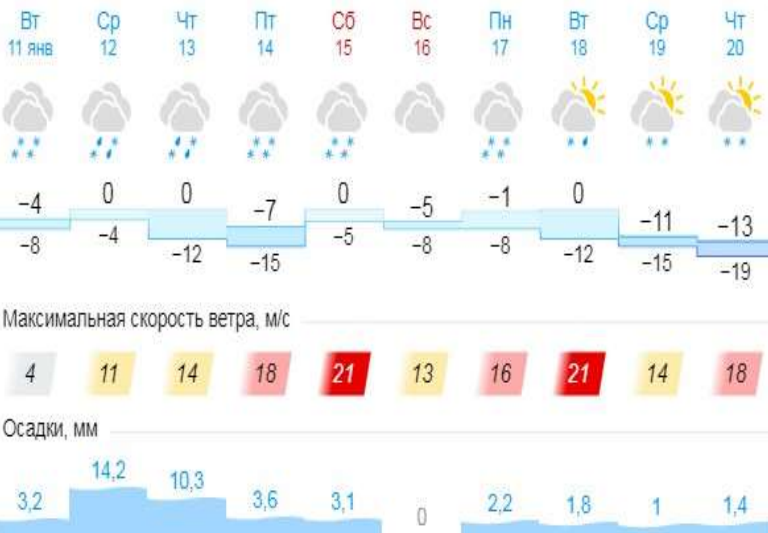 Вт Ср Чт Пт Сб Вс Пн Вт Ср Чт
11 янв 12 13 14 15 16 17 18 19 20
−4 0 0 −7 0 −5 −1 0 −11 −13
−8 −4 −12 −15 −5 −8 −8 −12 −15 −19
Максимальная скорость ветра, м/с
4 11 14 18 21 13 16 21 14 18
Осадки, мм
3,2 14,2 10,3 3,6 3,1 0 2,2 1,8 1 1,4